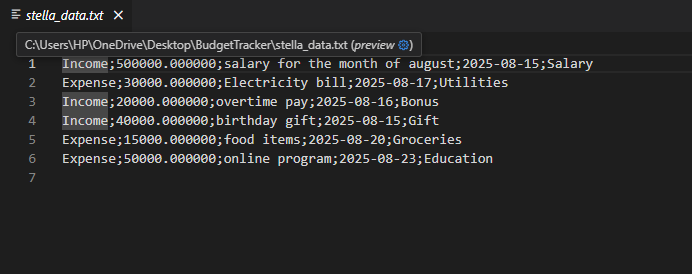 stella_data.txt
C:\Users\HP\OneDrive\Desktop\BudgetTracker\stella_data.txt (preview)
1 Income;500000.000000;salary for the month of august;2025-08-15;Salary
2 Expense;30000.000000;Electricity bill;2025-08-17;Utilities
3 Income;20000.000000;overtime pay;2025-08-16;Bonus
4 Income;40000.000000;birthday gift;2025-08-15;Gift
5 Expense;15000.000000;food items;2025-08-20;Groceries
6 Expense;50000.000000;online program;2025-08-23;Education
7